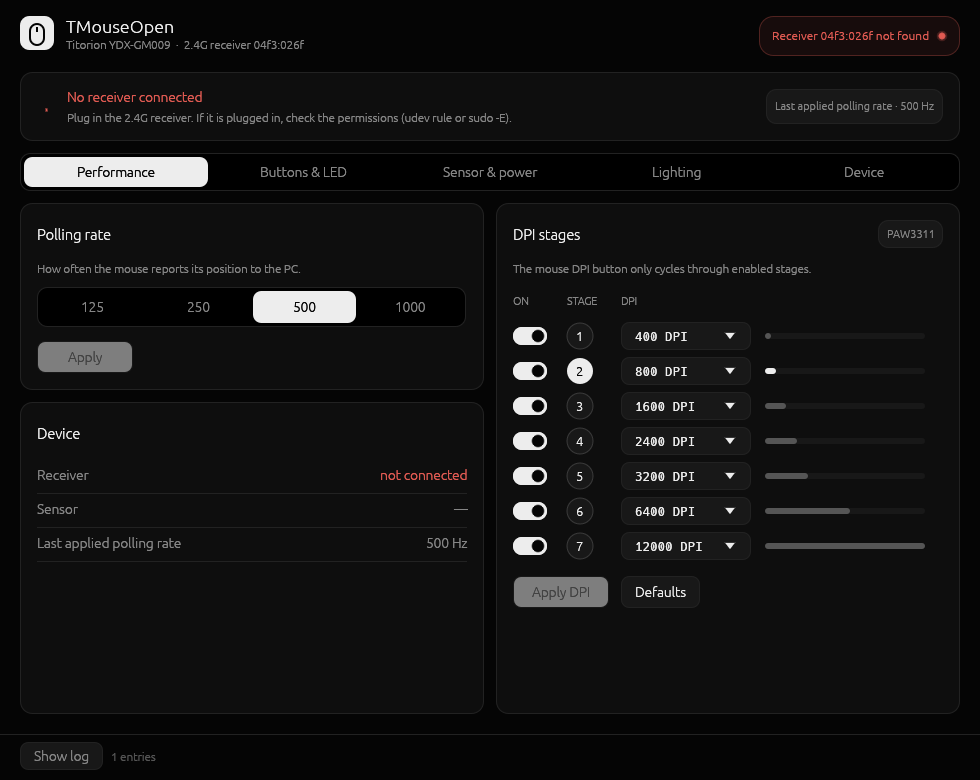 TMouseOpen
Titorion YDX-GM009 · 2.4G receiver 04f3:026f
Receiver 04f3:026f not found
No receiver connected
Plug in the 2.4G receiver. If it is plugged in, check the permissions (udev rule or sudo -E).
Last applied polling rate · 500 Hz
Performance Buttons & LED Sensor & power Lighting Device
Polling rate
How often the mouse reports its position to the PC.
125 250 500 1000
Apply
Device
Receiver not connected
Sensor —
Last applied polling rate 500 Hz
DPI stages
PAW3311
The mouse DPI button only cycles through enabled stages.
ON STAGE DPI
1 400 DPI
2 800 DPI
3 1600 DPI
4 2400 DPI
5 3200 DPI
6 6400 DPI
7 12000 DPI
Apply DPI Defaults
Show log 1 entries